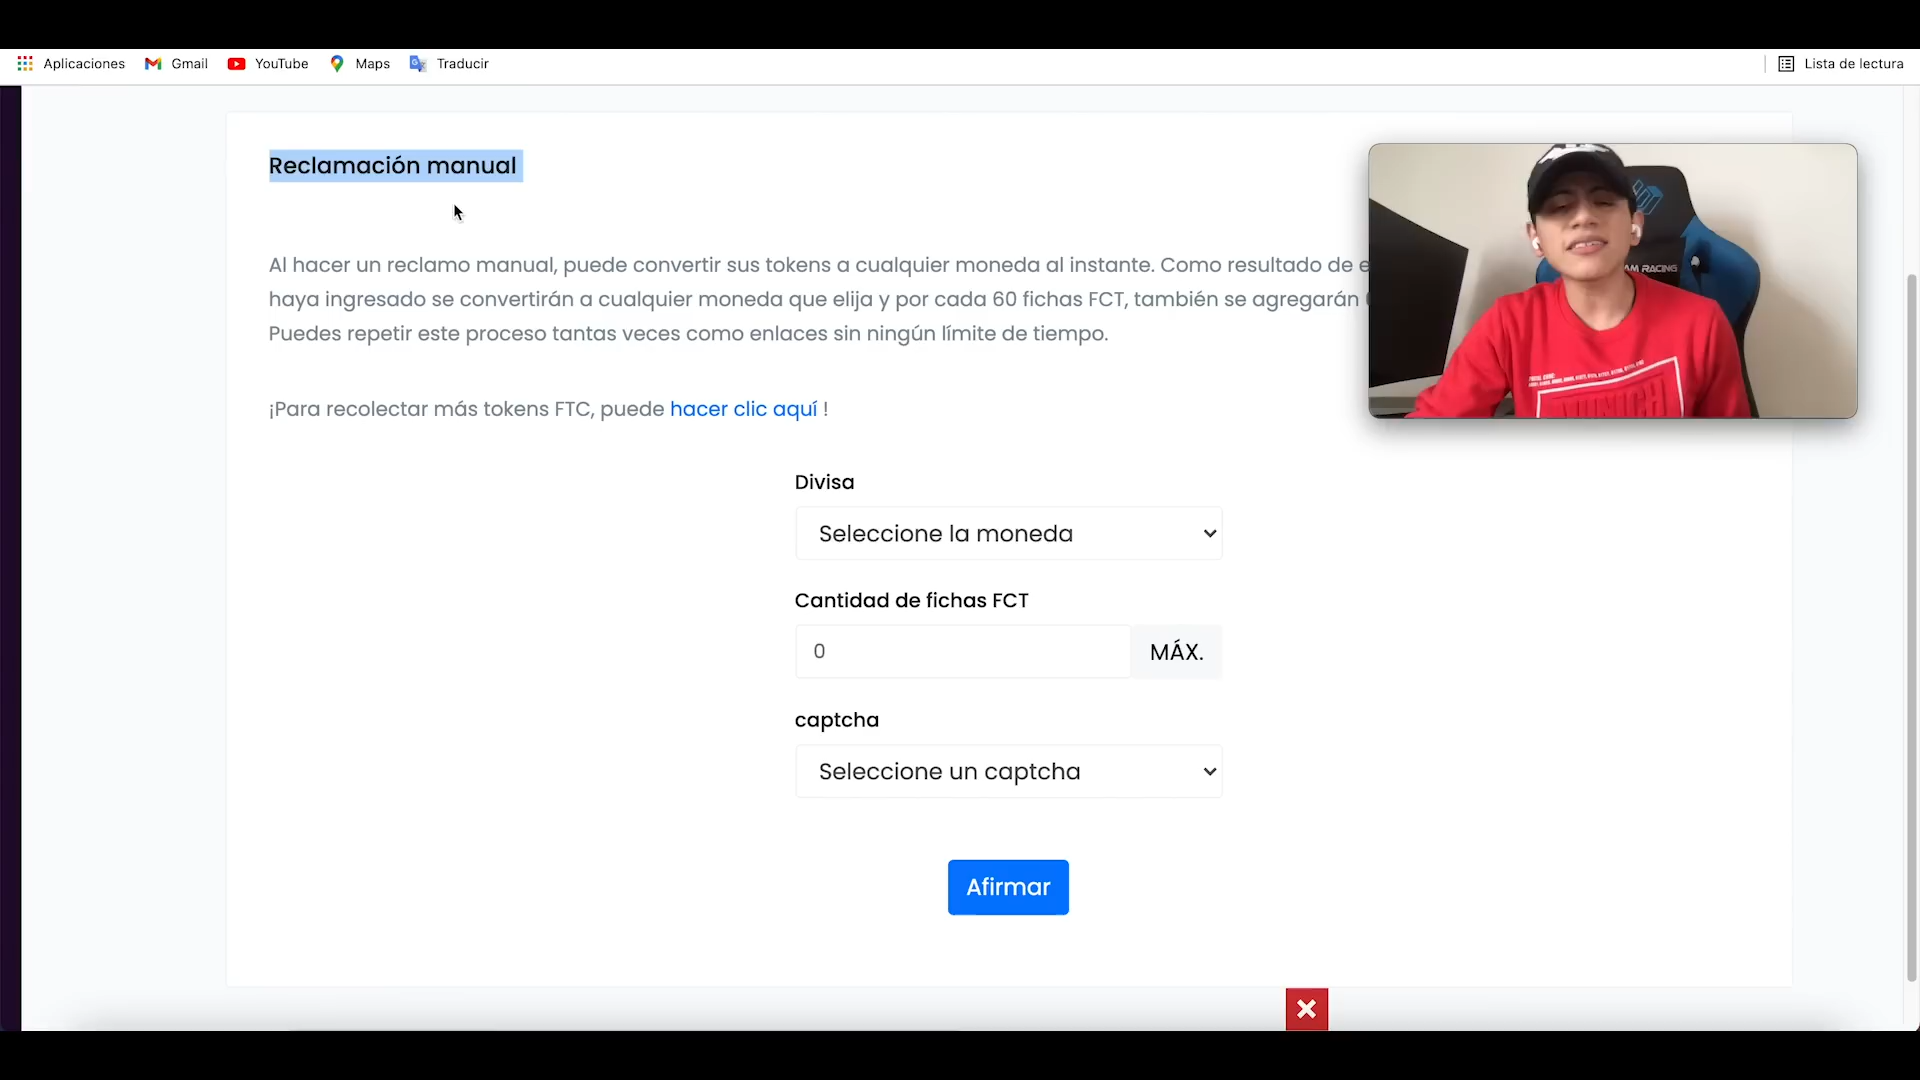 Aplicaciones Gmail YouTube Maps Traducir Lista de lectura
Reclamación manual
Al hacer un reclamo manual, puede convertir sus tokens a cualquier moneda al instante. Como resultado de
haya ingresado se convertirán a cualquier moneda que elija y por cada 60 fichas FCT, también se agregarán
Puedes repetir este proceso tantas veces como enlaces sin ningún límite de tiempo.
¡Para recolectar más tokens FTC, puede hacer clic aquí !
AM RACING
MUNICH
Divisa
Seleccione la moneda
Cantidad de fichas FCT
0 MÁX.
captcha
Seleccione un captcha
Afirmar